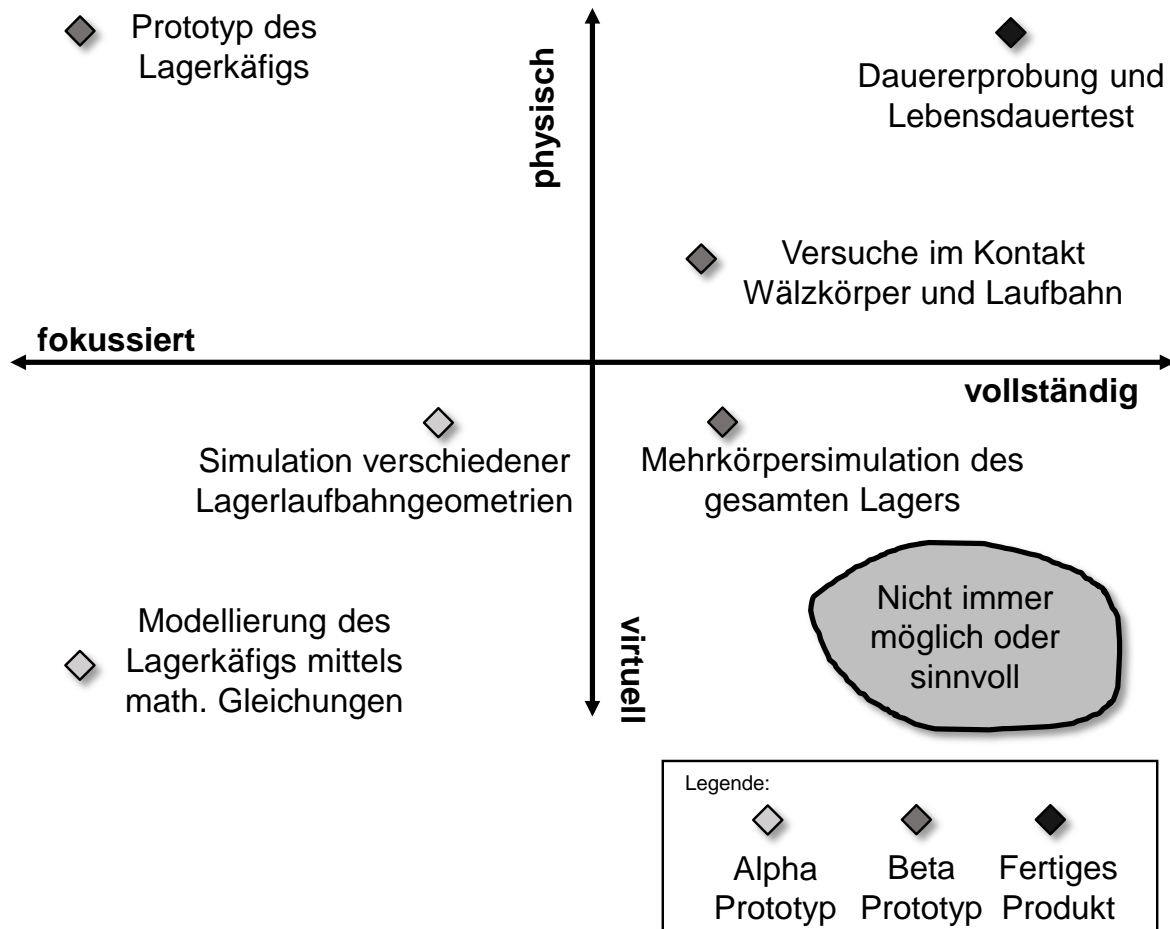 Prototyp des
Lagerkäfigs
physisch
Dauererprobung und
Lebensdauertest
Versuche im Kontakt
Wälzkörper und Laufbahn
fokussiert
vollständig
Simulation verschiedener
Lagerlaufbahngeometrien
Mehrkörpersimulation des
gesamten Lagers
Modellierung des
Lagerkäfigs mittels
math. Gleichungen
virtuell
Nicht immer
möglich oder
sinnvoll
Legende:
Alpha
Prototyp
Beta
Prototyp
Fertiges
Produkt